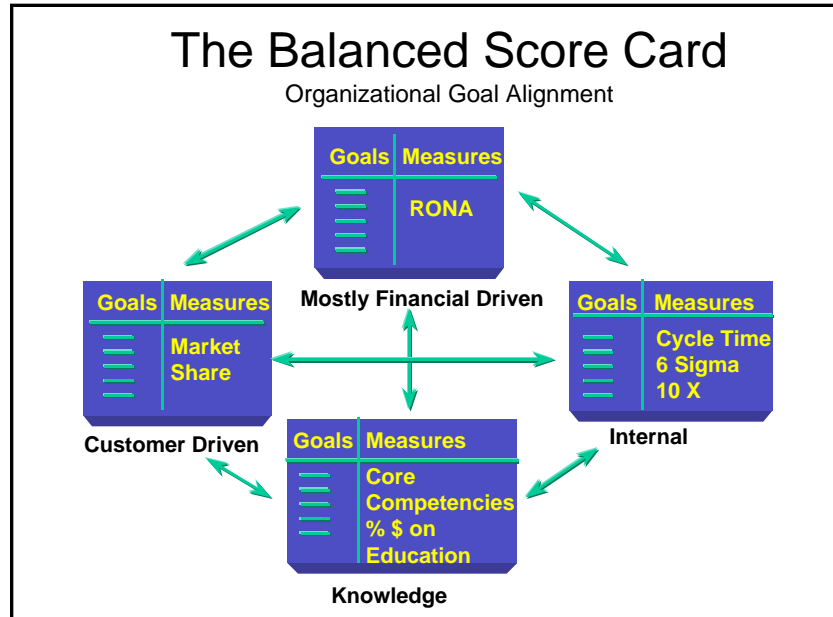 The Balanced Score Card
Organizational Goal Alignment
Goals Measures
RONA
Mostly Financial Driven
Goals Measures
Market
Share
Customer Driven
Goals Measures
Cycle Time
6 Sigma
10 X
Internal
Goals Measures
Core
Competencies
% $ on
Education
Knowledge